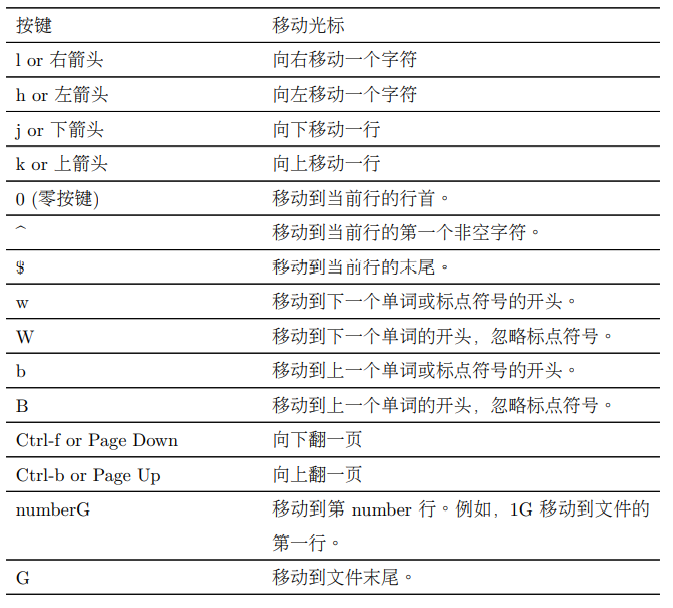 按键 移动光标
l or 右箭头 向右移动一个字符
h or 左箭头 向左移动一个字符
j or 下箭头 向下移动一行
k or 上箭头 向上移动一行
0 (零按键) 移动到当前行的行首。
^ 移动到当前行的第一个非空字符。
$ 移动到当前行的末尾。
w 移动到下一个单词或标点符号的开头。
W 移动到下一个单词的开头，忽略标点符号。
b 移动到上一个单词或标点符号的开头。
B 移动到上一个单词的开头，忽略标点符号。
Ctrl-f or Page Down 向下翻一页
Ctrl-b or Page Up 向上翻一页
numberG 移动到第 number 行。例如，1G 移动到文件的
第一行。
G 移动到文件末尾。